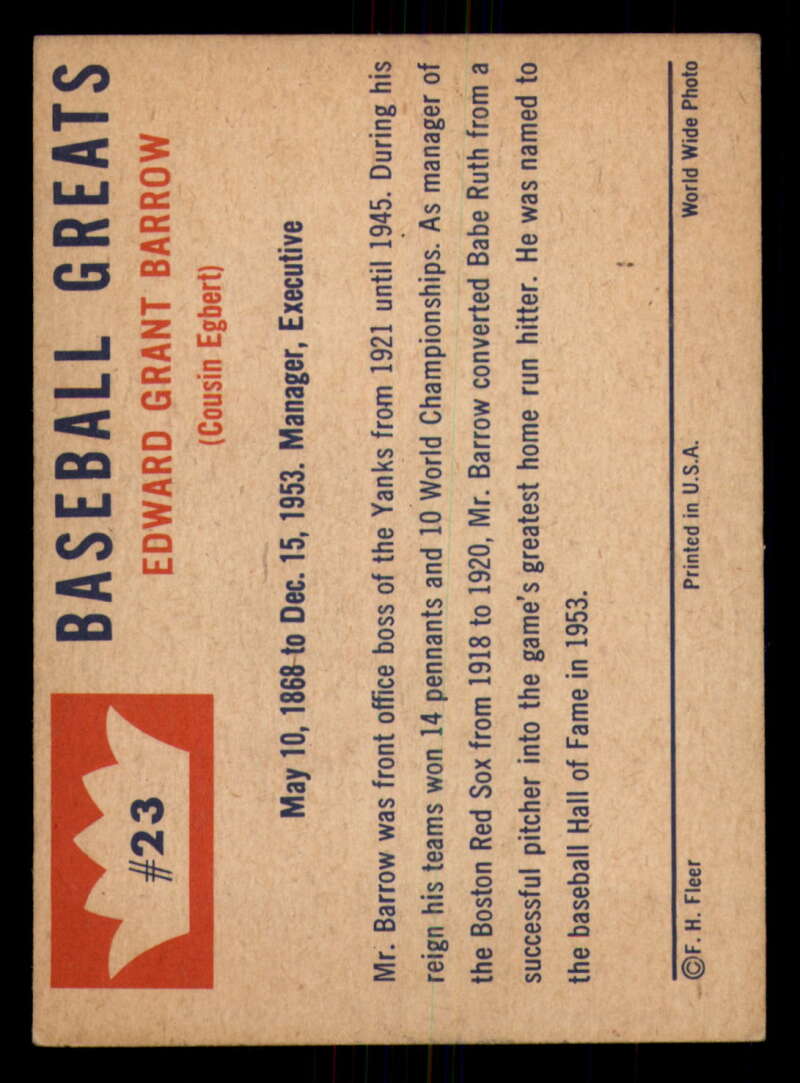 #23
BASEBALL GREATS
EDWARD GRANT BARROW
(Cousin Egbert)
May 10, 1868 to Dec. 15, 1953. Manager, Executive
Mr. Barrow was front office boss of the Yanks from 1921 until 1945. During his
reign his teams won 14 pennants and 10 World Championships. As manager of
the Boston Red Sox from 1918 to 1920, Mr. Barrow converted Babe Ruth from a
successful pitcher into the game's greatest home run hitter. He was named to
the baseball Hall of Fame in 1953.
©F. H. Fleer Printed in U.S.A. World Wide Photo